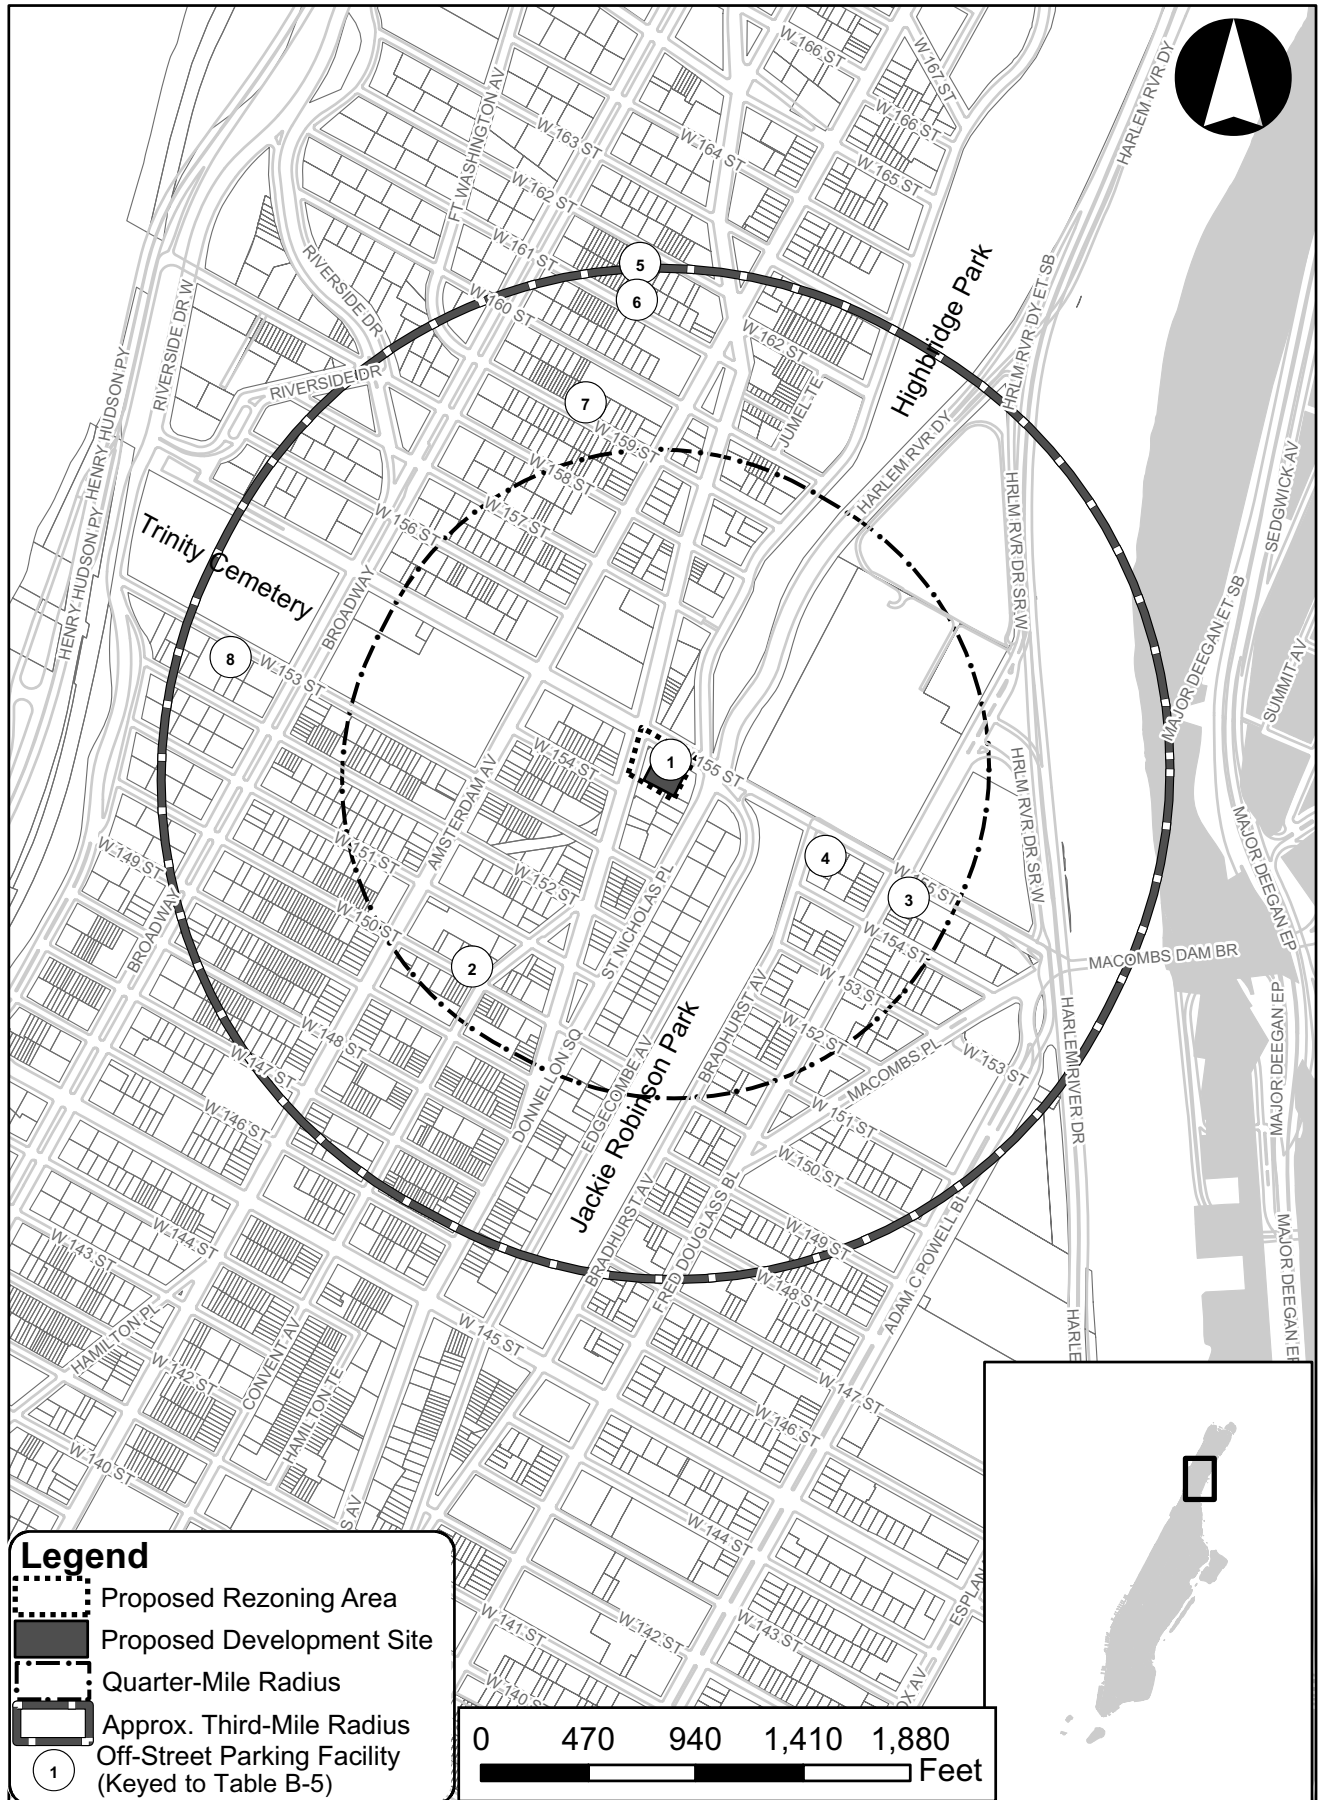 W 166 ST
W 167 ST
HARLEM RVR DY
FT WASHINGTON AV
W 163 ST
W 164 ST
W 166 ST
W 165 ST
W 162 ST
W 161 ST
RIVERSIDE DR
RIVERSIDE DR W
5
6
W 160 ST
Highbridge Park
HRLM RVR DY ET SB
W 162 ST
HENRY HUDSON PY
HENRY HUDSON PY
RIVERSIDE DR
JUMEL TE
7
W 159 ST
HARLEM RVR DY
W 158 ST
W 157 ST
W 156 ST
HRLM RVR DR SR W
SEDGWICK AV
Trinity Cemetery
BROADWAY
MAJOR DEEGAN ET SB
SUMMIT AV
8
W 153 ST
W 154 ST
1
155 ST
AMSTERDAM AV
HRLM RVR DR SR W
MAJOR DEEGAN EP
W 149 ST
W 151 ST
W 152 ST
4
W 155 ST
3
ST NICHOLAS PL
BROADWAY
W 150 ST
W 154 ST
MACOMBS DAM BR
2
W 153 ST
BRADHURST AV
W 148 ST
W 147 ST
W 152 ST
MACOMBS PL
W 153 ST
HARLEM RIVER DR
MAJOR DEEGAN EP
DONNELLON SQ
EDGECOMBE AV
Jackie Robinson Park
W 146 ST
W 151 ST
W 150 ST
BRADHURST AV
FRED DOUGLASS BL
W 149 ST
W 148 ST
ADAM C POWELL BL
W 144 ST
W 143 ST
HAMILTON PL
W 142 ST
CONVENT AV
HAMILTON TE
W 145 ST
HARLE
MAJOR DEEGAN EP
W 147 ST
W 146 ST
W 140 ST
S AV
W 144 ST
W 141 ST
W 142 ST
W 143 ST
W 140 ST
ESPLAN
OX AV
Legend
Proposed Rezoning Area
Proposed Development Site
Quarter-Mile Radius
Approx. Third-Mile Radius
1
Off-Street Parking Facility
(Keyed to Table B-5)
0 470 940 1,410 1,880
Feet